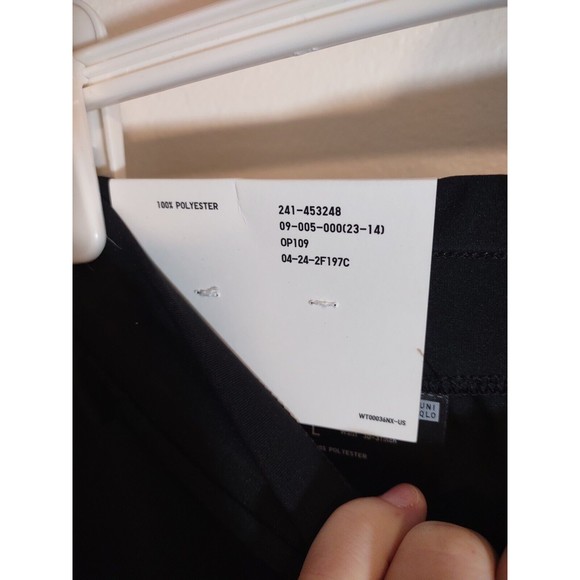 100% POLYESTER
241-453248
09-005-000(23-14)
OP109
04-24-2F197C
WT00036NX-US
UNI
QLO
L
POLYESTER